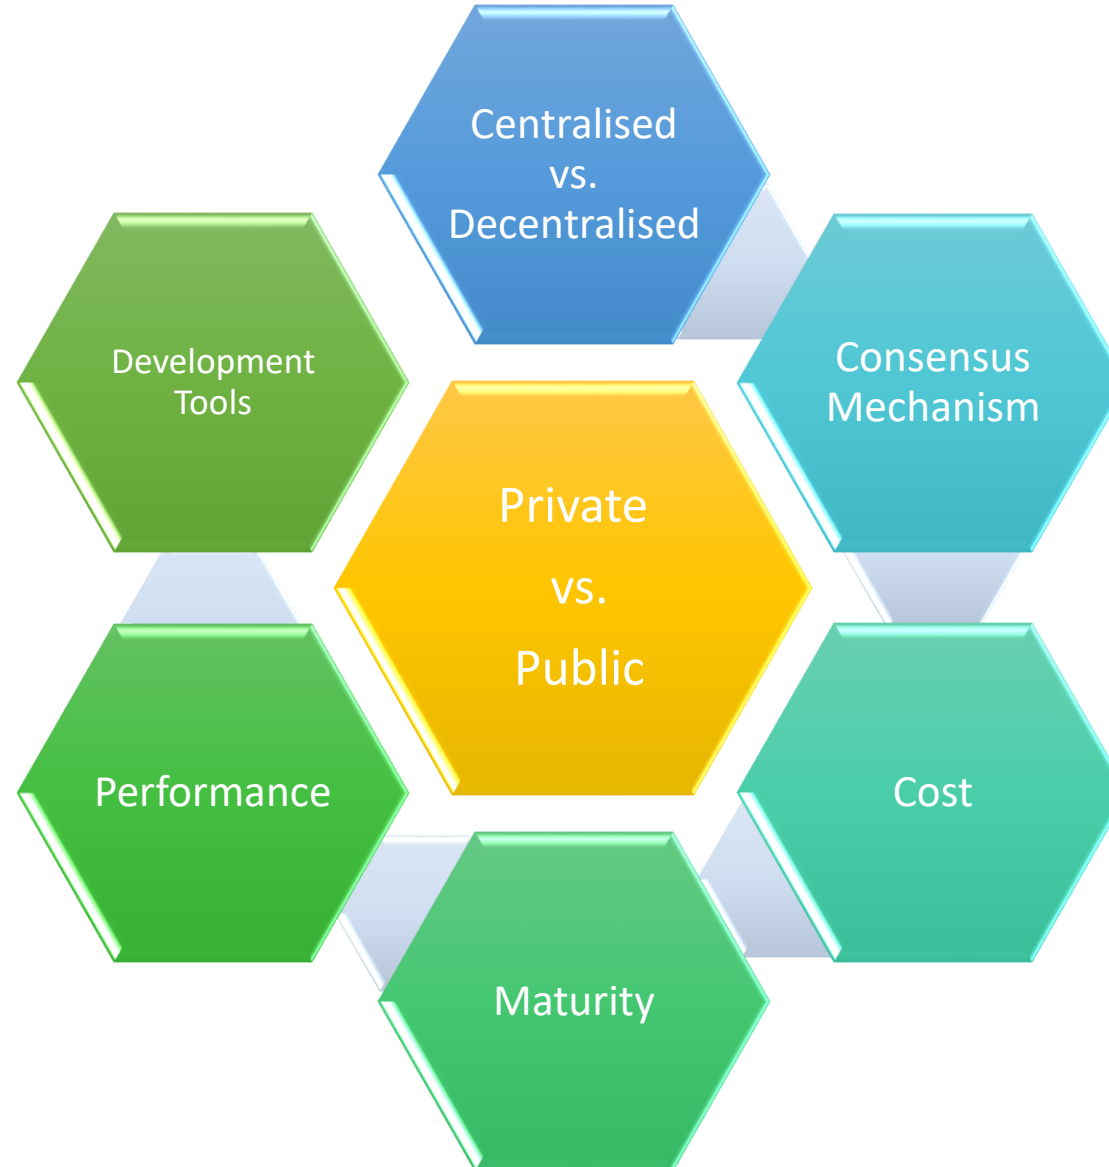 Centralised
vs.
Decentralised
Consensus
Mechanism
Cost
Maturity
Performance
Development
Tools
Private
vs.
Public